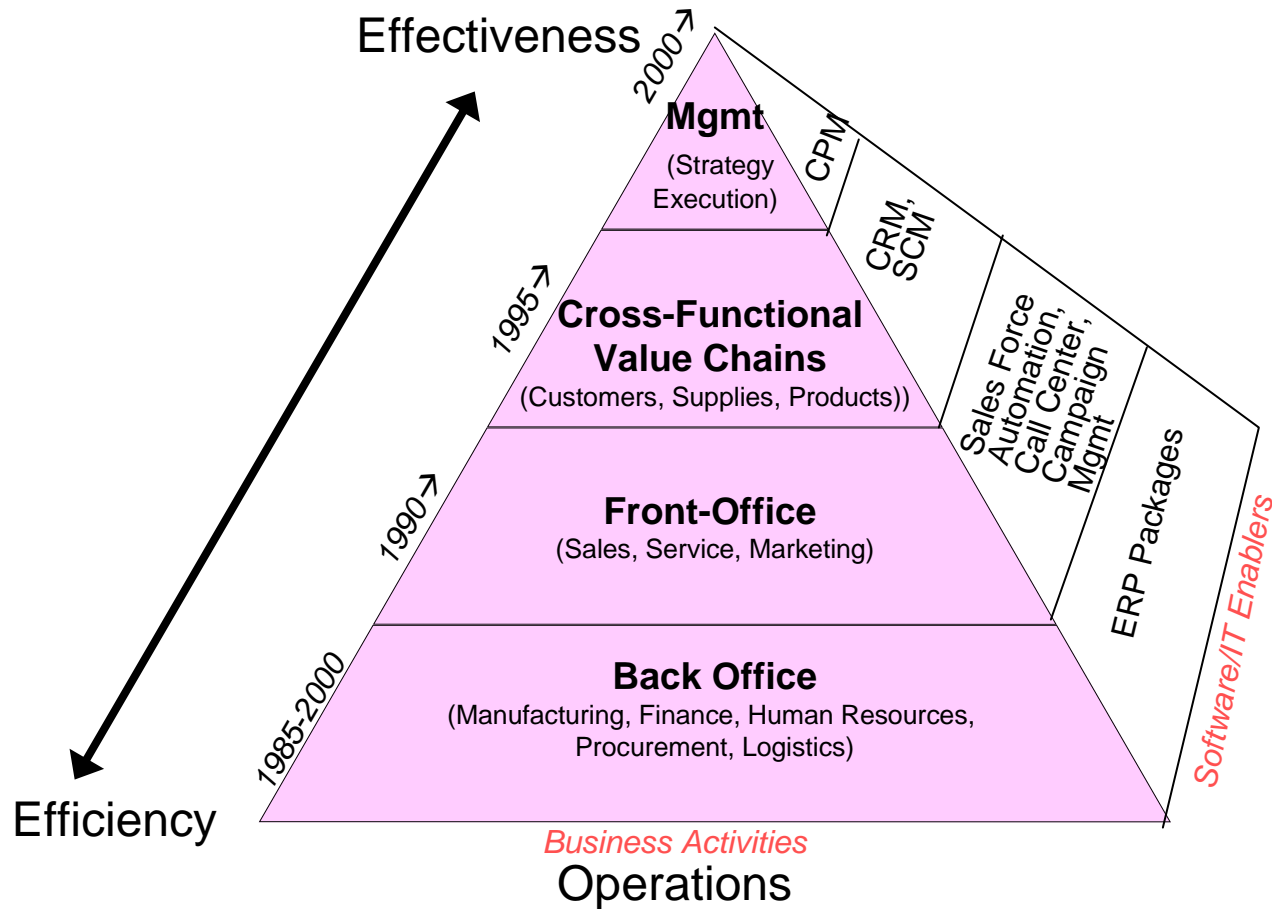 Effectiveness
2000→
Mgmt
(Strategy
Execution)
CPM
1995→
Cross-Functional
Value Chains
(Customers, Supplies, Products))
CRM,
SCM
1990→
Front-Office
(Sales, Service, Marketing)
Sales Force
Automation,
Call Center,
Campaign
Mgmt
1985-2000
Back Office
(Manufacturing, Finance, Human Resources,
Procurement, Logistics)
ERP Packages
Software/IT Enablers
Efficiency
Business Activities
Operations